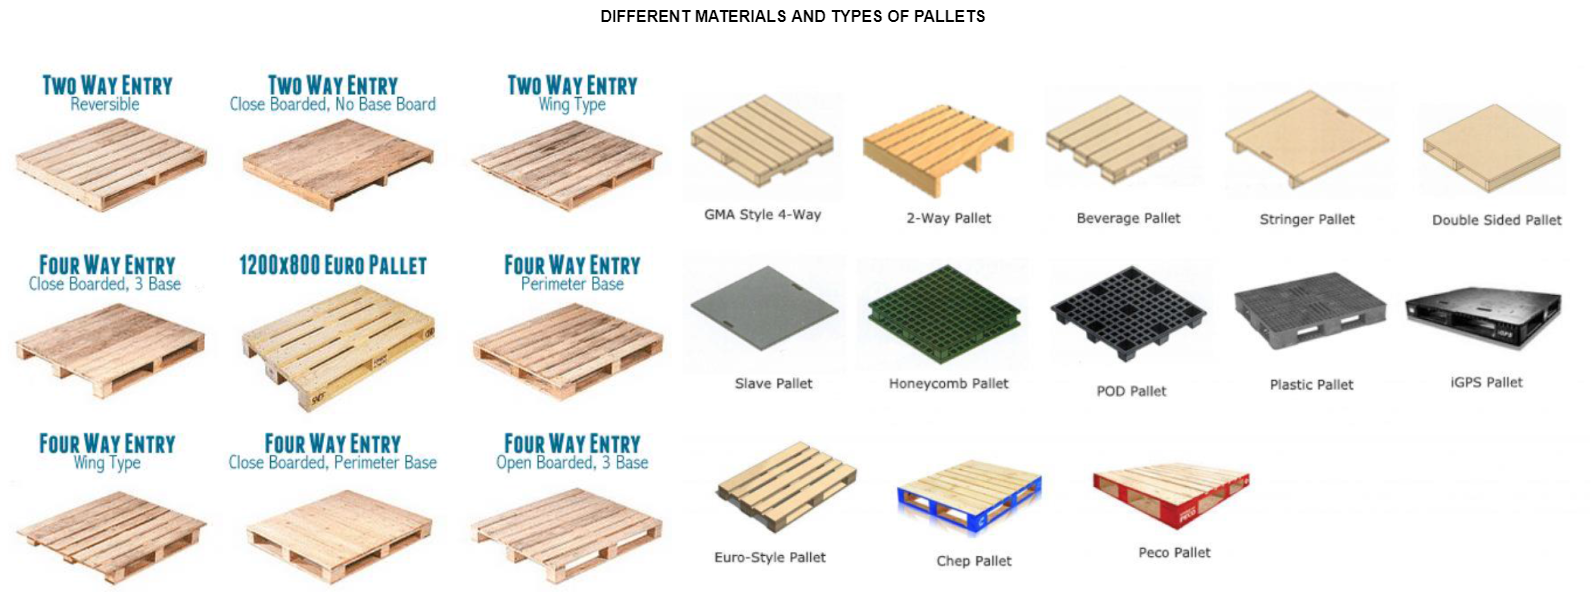 DIFFERENT MATERIALS AND TYPES OF PALLETS
TWO WAY ENTRY
Reversible
TWO WAY ENTRY
Close Boarded, No Base Board
TWO WAY ENTRY
Wing Type
FOUR WAY ENTRY
Close Boarded, 3 Base
1200x800 EURO PALLET
FOUR WAY ENTRY
Perimeter Base
FOUR WAY ENTRY
Wing Type
FOUR WAY ENTRY
Close Boarded, Perimeter Base
FOUR WAY ENTRY
Open Boarded, 3 Base
GMA Style 4-Way
2-Way Pallet
Beverage Pallet
Stringer Pallet
Double Sided Pallet
Slave Pallet
Honeycomb Pallet
POD Pallet
Plastic Pallet
iGPS
iGPS Pallet
Euro-Style Pallet
Chep Pallet
PECO
Peco Pallet